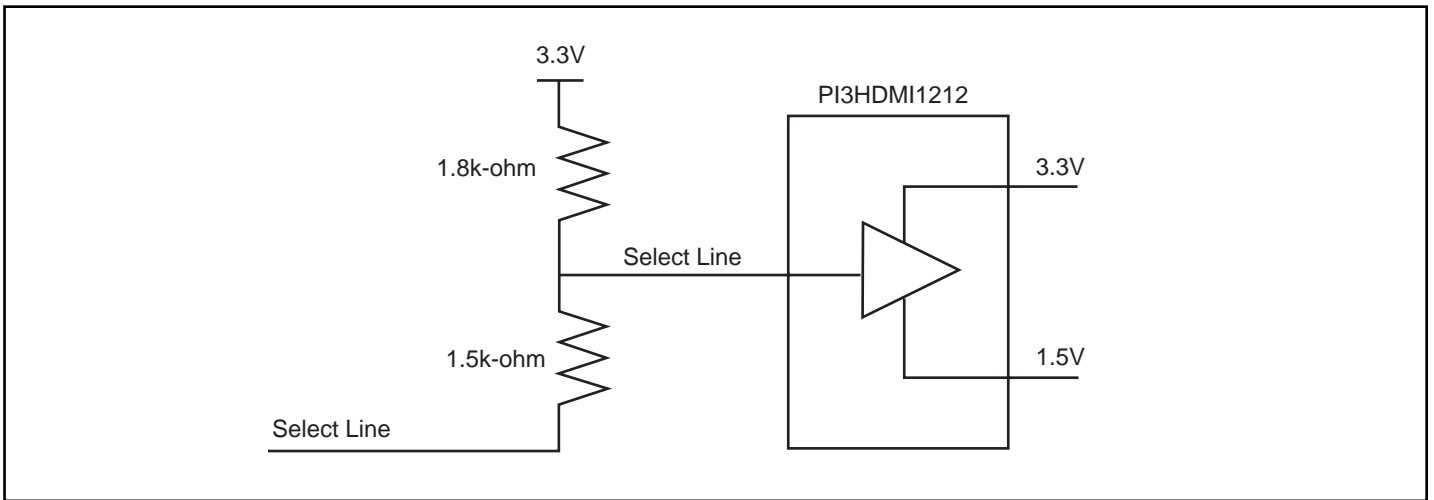 3.3V
PI3HDMI1212
1.8k-ohm
3.3V
Select Line
1.5k-ohm
1.5V
Select Line